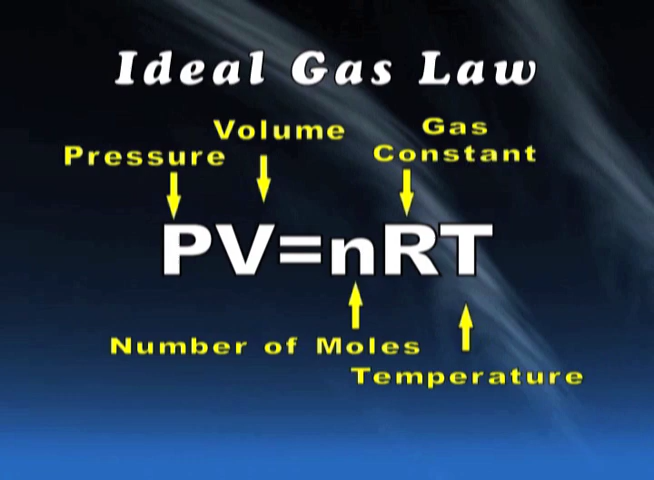 Ideal Gas Law
Volume
Gas
Pressure
Constant
PV=nRT
Number of Moles
Temperature